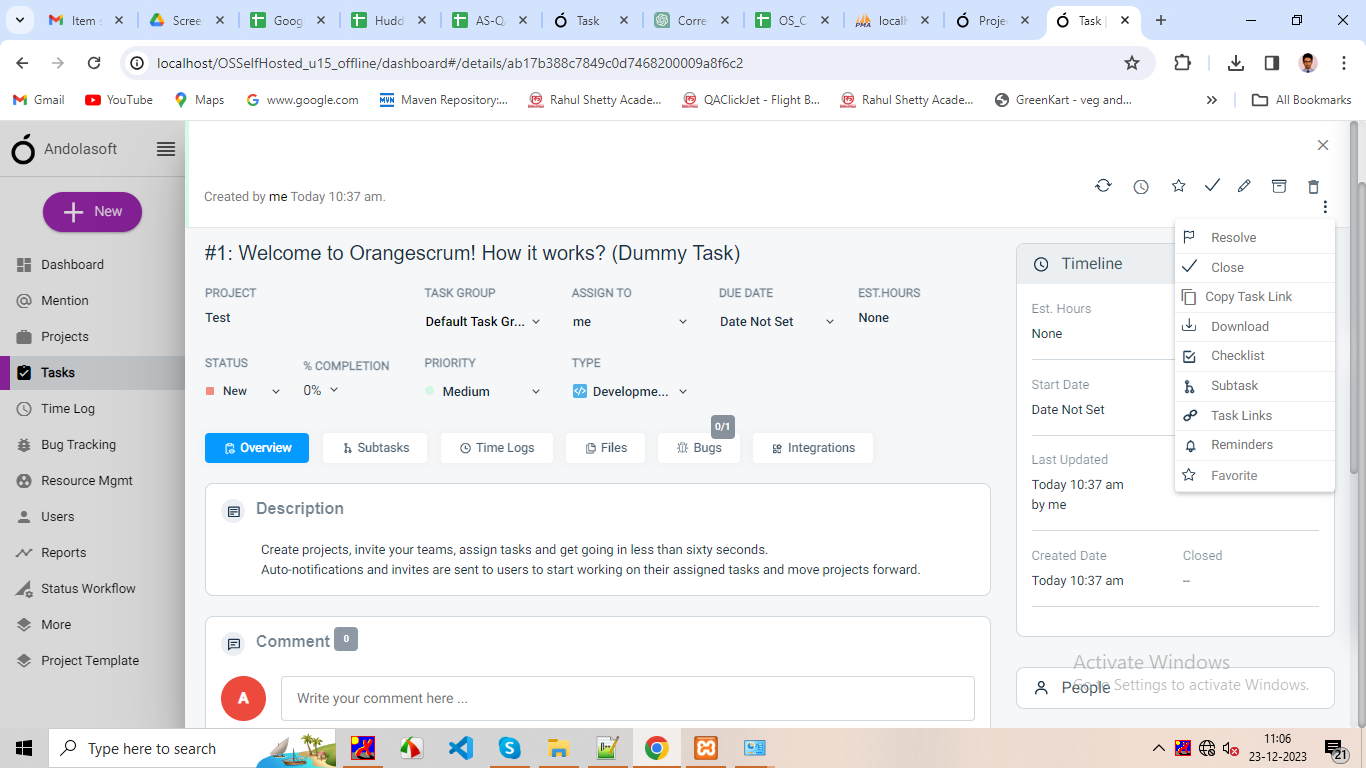 Item s
Scree
Goog
Hudd
AS-Q
Task
Corre
OS_C
localh
Proje
Task |
localhost/OSSelfHosted_u15_offline/dashboard#/details/ab17b388c7849c0d7468200009a8f6c2
Gmail
YouTube
Maps
www.google.com
Maven Repository:...
Rahul Shetty Acade...
QAClickJet - Flight B...
Rahul Shetty Acade...
GreenKart - veg and...
All Bookmarks
Andolasoft
New
Dashboard
Mention
Projects
Tasks
Time Log
Bug Tracking
Resource Mgmt
Users
Reports
Status Workflow
More
Project Template
Created by me Today 10:37 am.
#1: Welcome to Orangescrum! How it works? (Dummy Task)
PROJECT
Test
TASK GROUP
Default Task Gr...
ASSIGN TO
me
DUE DATE
Date Not Set
EST.HOURS
None
STATUS
New
% COMPLETION
0%
PRIORITY
Medium
TYPE
Developme...
Overview
Subtasks
Time Logs
Files
Bugs
0/1
Integrations
Description
Create projects, invite your teams, assign tasks and get going in less than sixty seconds.
Auto-notifications and invites are sent to users to start working on their assigned tasks and move projects forward.
Comment 0
A
Write your comment here ...
Resolve
Close
Copy Task Link
Download
Checklist
Subtask
Task Links
Reminders
Favorite
Timeline
Est. Hours
None
Start Date
Date Not Set
Last Updated
Today 10:37 am
by me
Created Date
Today 10:37 am
Closed
--
People
Activate Windows
Go to Settings to activate Windows.
Type here to search
11:06
23-12-2023
21